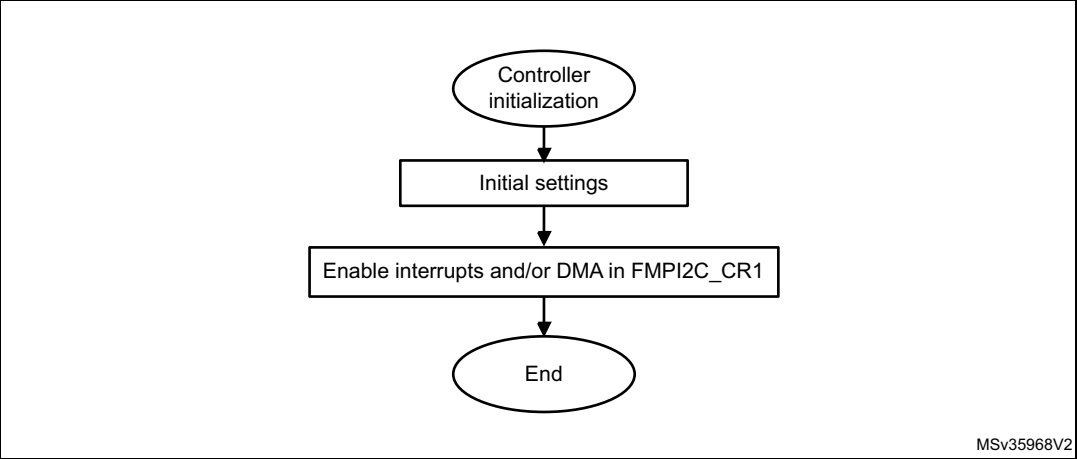 Controller
initialization
Initial settings
Enable interrupts and/or DMA in FMPI2C_CR1
End
MSv35968V2